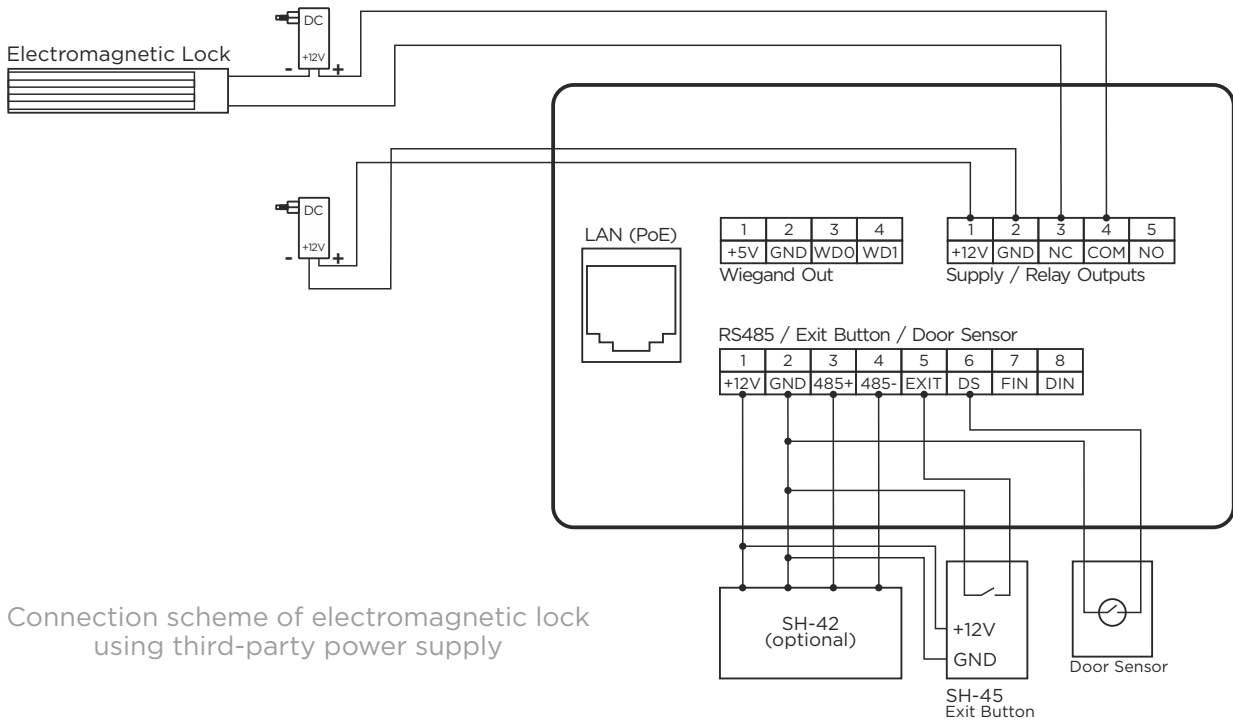 DC
+12V
- +
Electromagnetic Lock
DC
+12V
- +
LAN (PoE)
1 2 3 4
+5V GND WD0 WD1
Wiegand Out
1 2 3 4 5
+12V GND NC COM NO
Supply / Relay Outputs
RS485 / Exit Button / Door Sensor
1 2 3 4 5 6 7 8
+12V GND 485+ 485- EXIT DS FIN DIN
Connection scheme of electromagnetic lock
using third-party power supply
SH-42
(optional)
+12V
GND
SH-45
Exit Button
Door Sensor